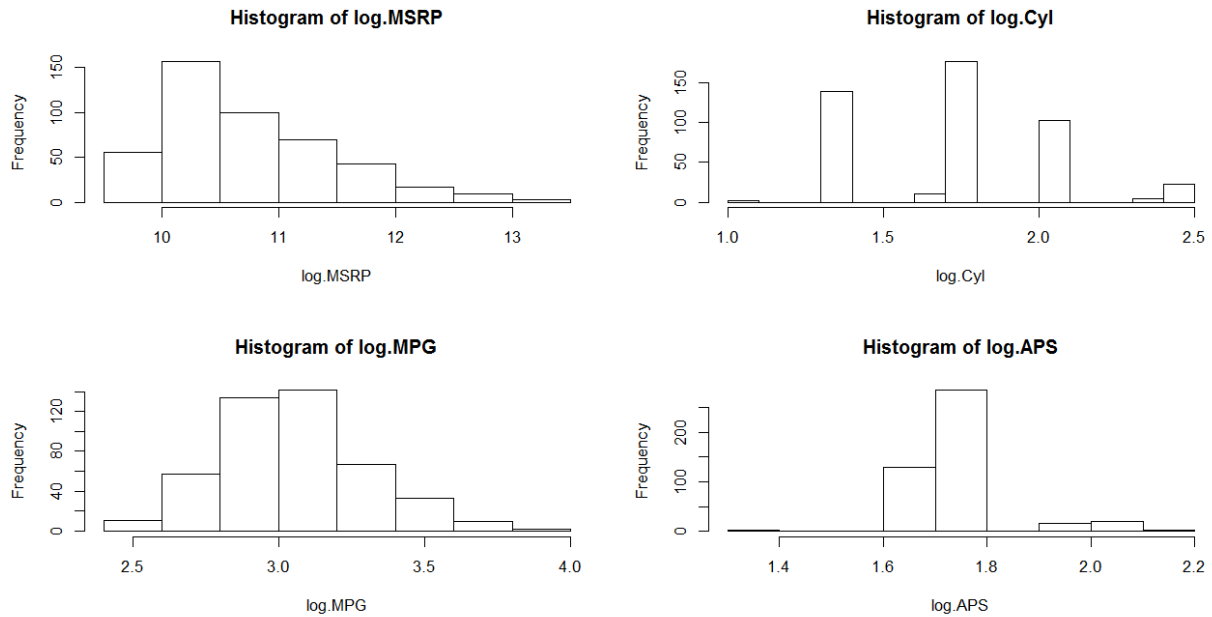 Histogram of log.MSRP
Frequency
0 50 100 150
10 11 12 13
log.MSRP
Histogram of log.Cyl
Frequency
0 50 100 150
1.0 1.5 2.0 2.5
log.Cyl
Histogram of log.MPG
Frequency
0 40 80 120
2.5 3.0 3.5 4.0
log.MPG
Histogram of log.APS
Frequency
0 100 200
1.4 1.6 1.8 2.0 2.2
log.APS